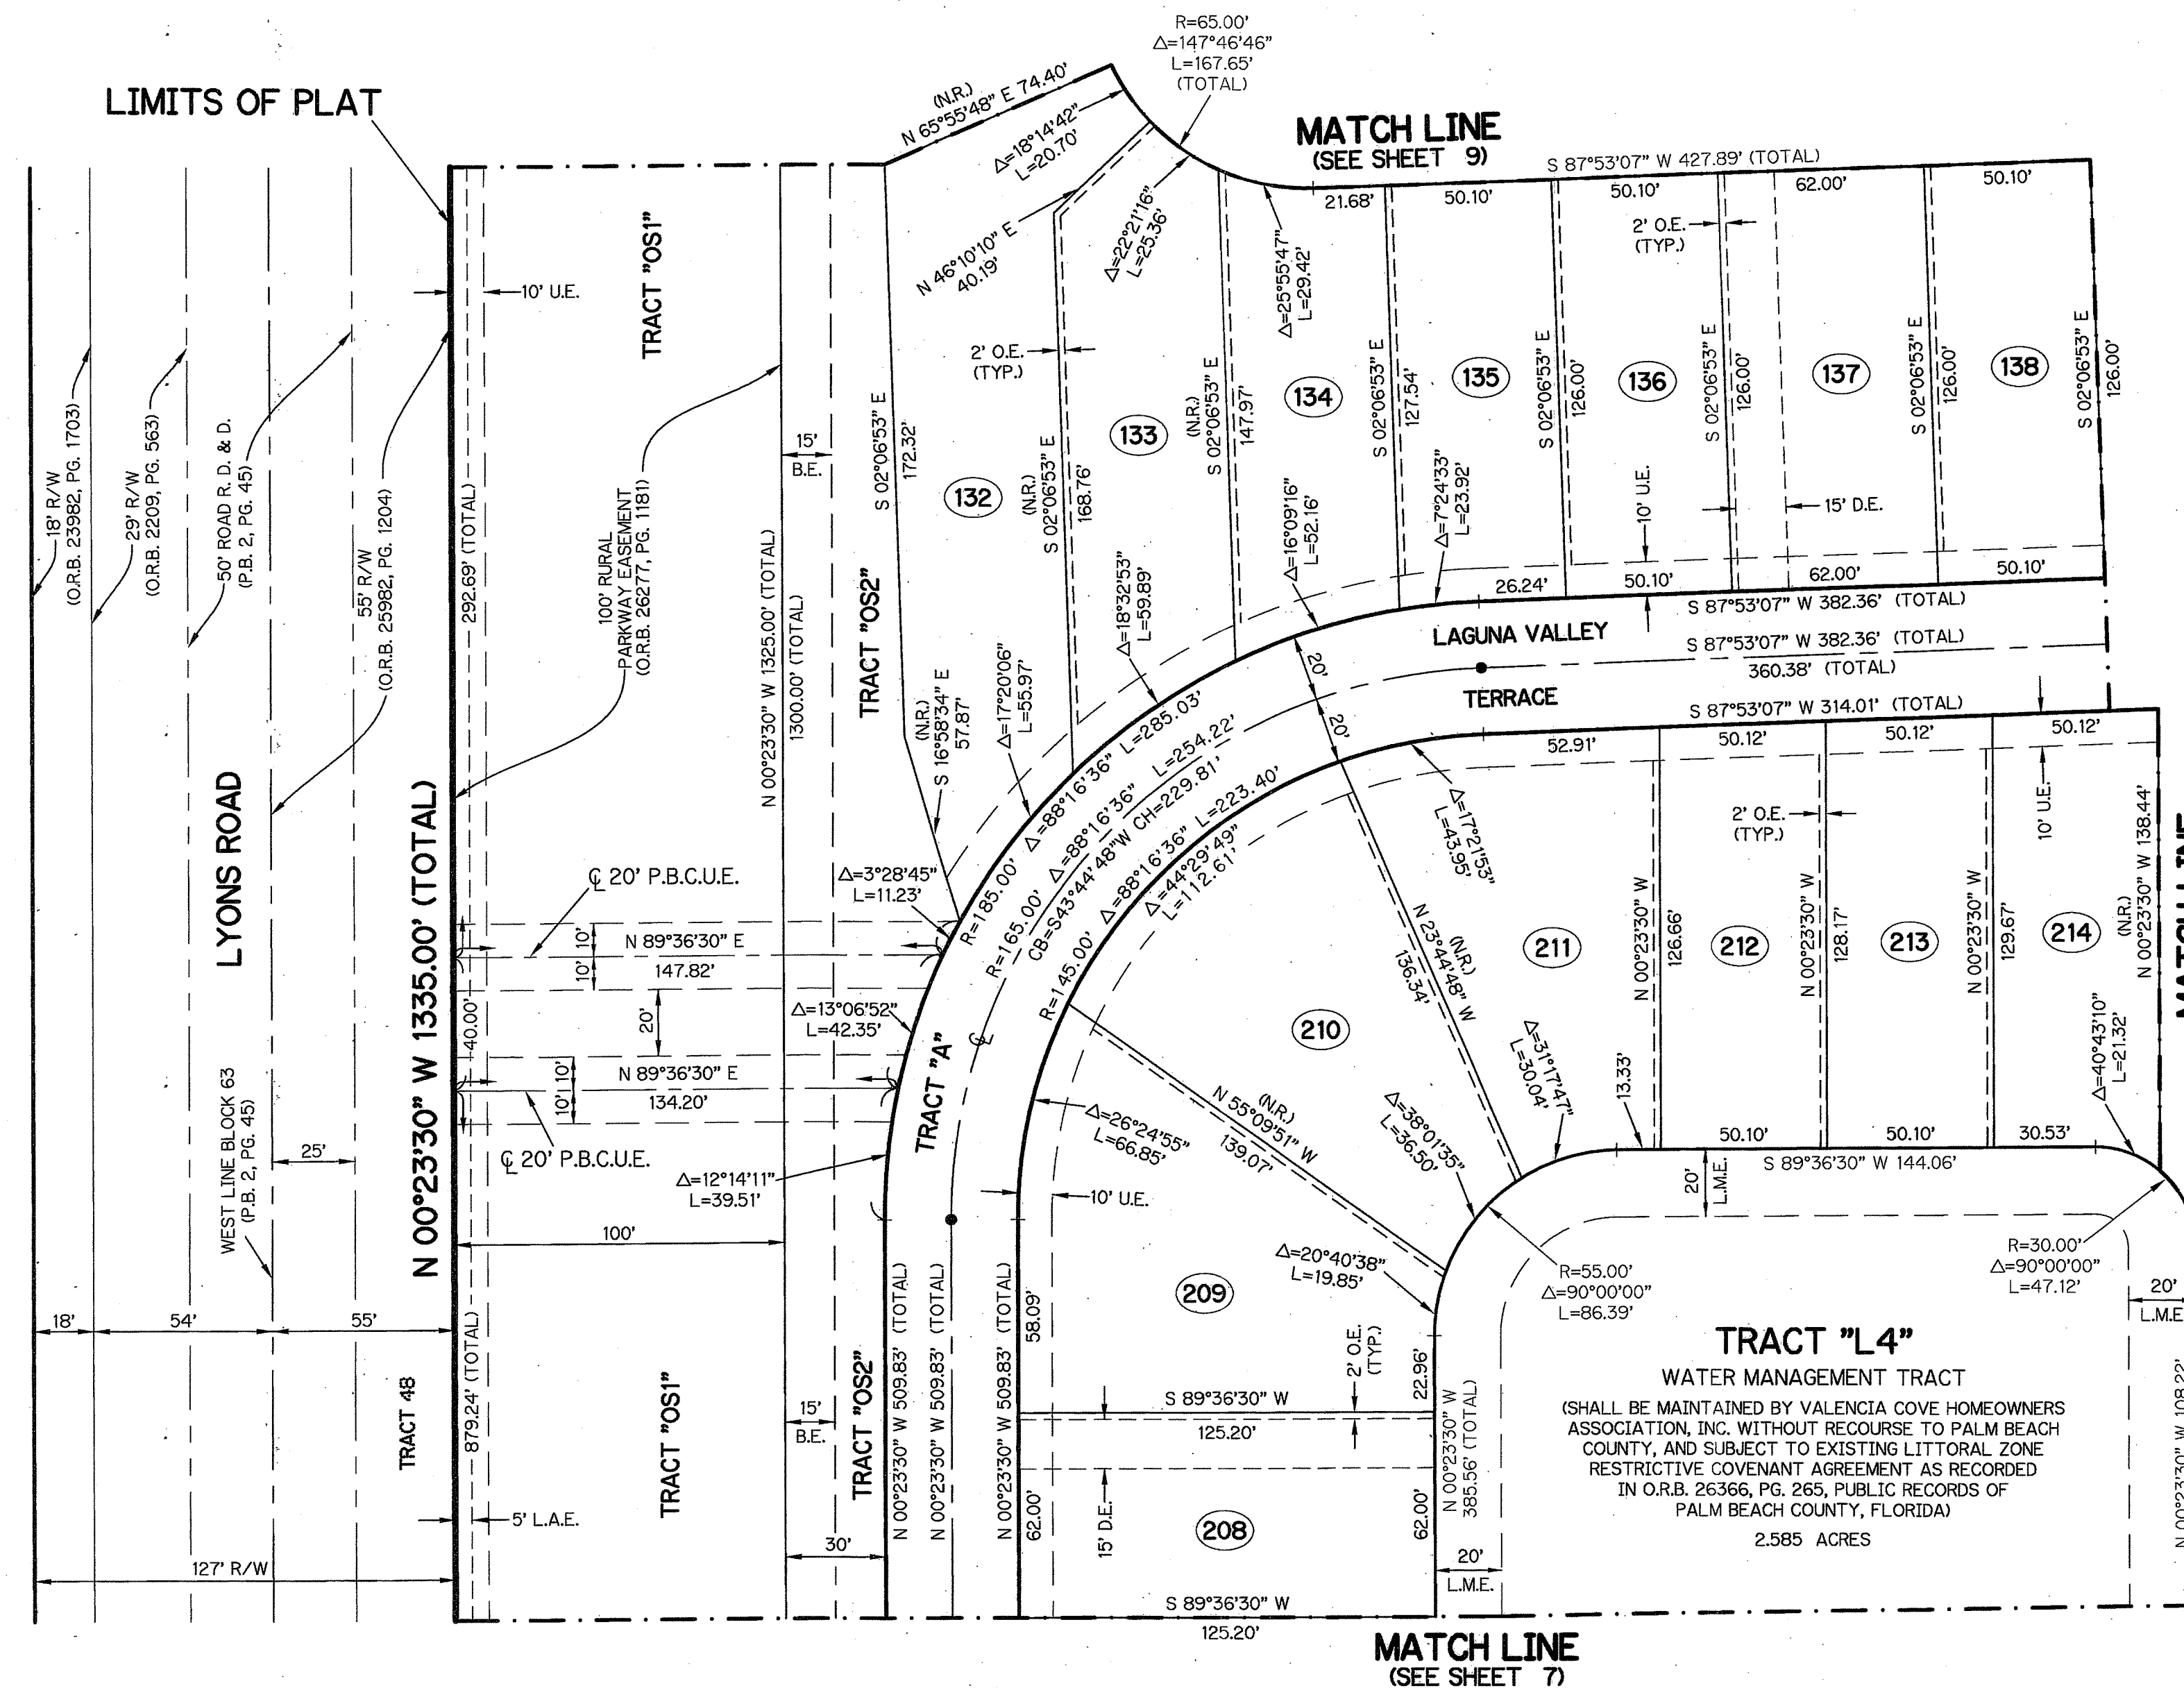 R=65.00'
Δ=147°46'46"
L=167.65'
(TOTAL)
LIMITS OF PLAT
(N.R.)
N 65°55'48" E 74.40'
Δ=18°14'42"
L=20.70'
MATCH LINE
(SEE SHEET 9)
S 87°53'07" W 427.89' (TOTAL)
21.68'
50.10'
50.10'
62.00'
50.10'
2' O.E.
(TYP.)
N 46°10'10" E
40.19'
Δ=22°21'16"
L=25.36'
Δ=25°55'47"
L=29.42'
10' U.E.
TRACT "OS1"
2' O.E.
(TYP.)
132
133
134
135
136
137
138
S 02°06'53" E
172.32'
(N.R.)
S 02°06'53" E
168.76'
(N.R.)
S 02°06'53" E
147.97'
S 02°06'53" E
127.54'
S 02°06'53" E
126.00'
S 02°06'53" E
126.00'
S 02°06'53" E
126.00'
S 02°06'53" E
126.00'
10' U.E.
15' D.E.
18' R/W
(O.R.B. 23982, PG. 1703)
29' R/W
(O.R.B. 2209, PG. 563)
50' ROAD R. D. & D.
(P.B. 2, PG. 45)
55' R/W
(O.R.B. 25982, PG. 1204)
292.69' (TOTAL)
100' RURAL
PARKWAY EASEMENT
(O.R.B. 26277, PG. 1181)
15'
B.E.
N 00°23'30" W 1325.00' (TOTAL)
1300.00' (TOTAL)
TRACT "OS2"
(N.R.)
S 16°58'34" E
57.87'
Δ=17°20'06"
L=55.97'
Δ=18°32'53"
L=59.89'
Δ=16°09'16"
L=52.16'
Δ=7°24'33"
L=23.92'
26.24'
50.10'
62.00'
50.10'
S 87°53'07" W 382.36' (TOTAL)
LAGUNA VALLEY
S 87°53'07" W 382.36' (TOTAL)
360.38' (TOTAL)
TERRACE
S 87°53'07" W 314.01' (TOTAL)
20'
20'
52.91'
50.12'
50.12'
50.12'
R=185.00' Δ=88°16'36" L=285.03'
R=165.00' Δ=88°16'36" L=254.22'
CB=S43°44'48"W CH=229.81'
R=145.00' Δ=88°16'36" L=223.40'
Δ=44°29'49"
L=112.61'
Δ=17°21'53"
L=43.95'
2' O.E.
(TYP.)
10' U.E.
LYONS ROAD
N 00°23'30" W 1335.00' (TOTAL)
℄ 20' P.B.C.U.E.
Δ=3°28'45"
L=11.23'
10'
10'
N 89°36'30" E
147.82'
40.00'
20'
Δ=13°06'52"
L=42.35'
10'
10'
N 89°36'30" E
134.20'
℄ 20' P.B.C.U.E.
Δ=12°14'11"
L=39.51'
TRACT "A"
℄
(N.R.)
N 23°44'48" W
136.34'
210
211
212
213
214
N 00°23'30" W
126.66'
N 00°23'30" W
128.17'
N 00°23'30" W
129.67'
(N.R.)
N 00°23'30" W 138.44'
MATCH LINE
Δ=31°17'47"
L=30.04'
13.33'
Δ=40°43'10"
L=21.32'
50.10'
50.10'
30.53'
S 89°36'30" W 144.06'
20'
L.M.E.
WEST LINE BLOCK 63
(P.B. 2, PG. 45)
25'
100'
10' U.E.
Δ=26°24'55"
L=66.85'
(N.R.)
N 55°09'51" W
139.07'
Δ=38°01'35"
L=36.50'
Δ=20°40'38"
L=19.85'
R=55.00'
Δ=90°00'00"
L=86.39'
R=30.00'
Δ=90°00'00"
L=47.12'
20'
L.M.E.
209
18'
54'
55'
TRACT 48
879.24' (TOTAL)
5' L.A.E.
TRACT "OS1"
15'
B.E.
TRACT "OS2"
30'
127' R/W
N 00°23'30" W 509.83' (TOTAL)
N 00°23'30" W 509.83' (TOTAL)
N 00°23'30" W 509.83' (TOTAL)
58.09'
62.00'
2' O.E.
(TYP.)
22.96'
S 89°36'30" W
125.20'
15' D.E.
208
62.00'
N 00°23'30" W
385.56' (TOTAL)
20'
L.M.E.
S 89°36'30" W
125.20'
TRACT "L4"
WATER MANAGEMENT TRACT
(SHALL BE MAINTAINED BY VALENCIA COVE HOMEOWNERS
ASSOCIATION, INC. WITHOUT RECOURSE TO PALM BEACH
COUNTY, AND SUBJECT TO EXISTING LITTORAL ZONE
RESTRICTIVE COVENANT AGREEMENT AS RECORDED
IN O.R.B. 26366, PG. 265, PUBLIC RECORDS OF
PALM BEACH COUNTY, FLORIDA)
2.585 ACRES
N 00°23'30" W 108.22'
MATCH LINE
(SEE SHEET 7)